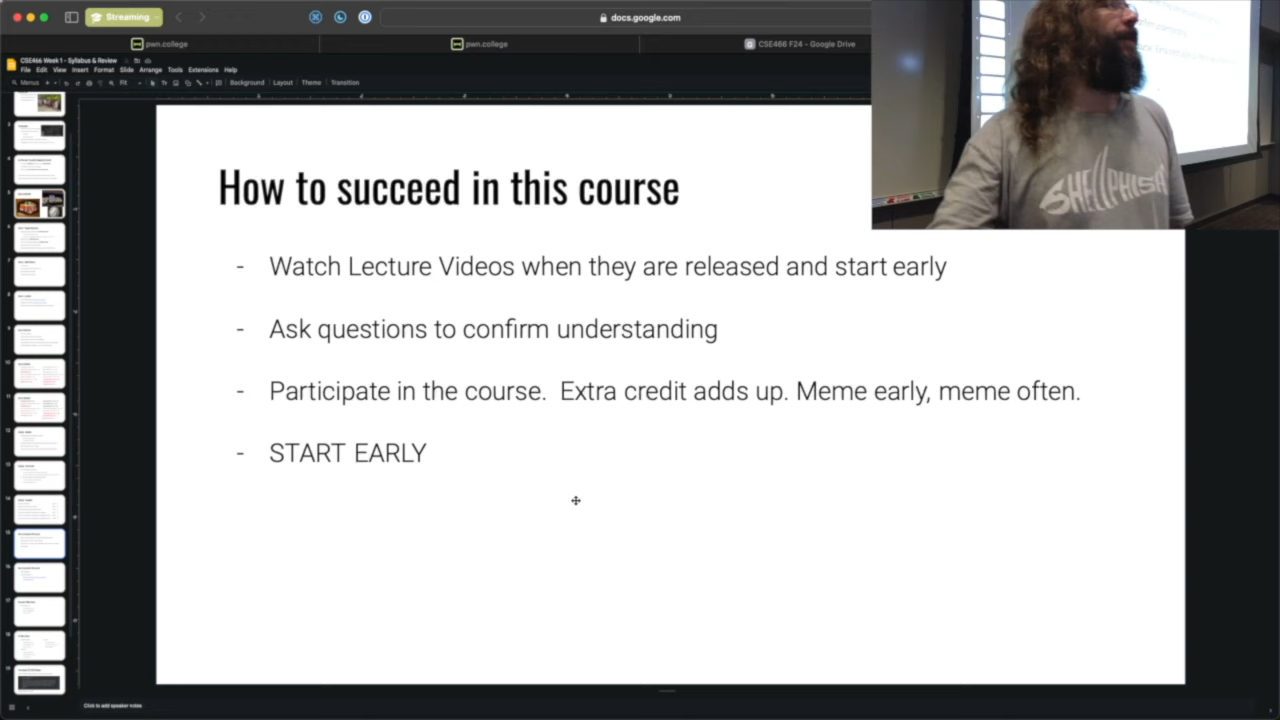 Streaming
docs.google.com
pwn.college
pwn.college
CSE466 F24 - Google Drive
CSE466 Week1 - Syllabus & Review
File Edit View Insert Format Slide Arrange Tools Extensions Help
Menus Fit Background Layout Theme Transition
SHELLPHISH
How to succeed in this course
- Watch Lecture Videos when they are released and start early
- Ask questions to confirm understanding
- Participate in the course. Extra credit adds up. Meme early, meme often.
- START EARLY
Click to add speaker notes